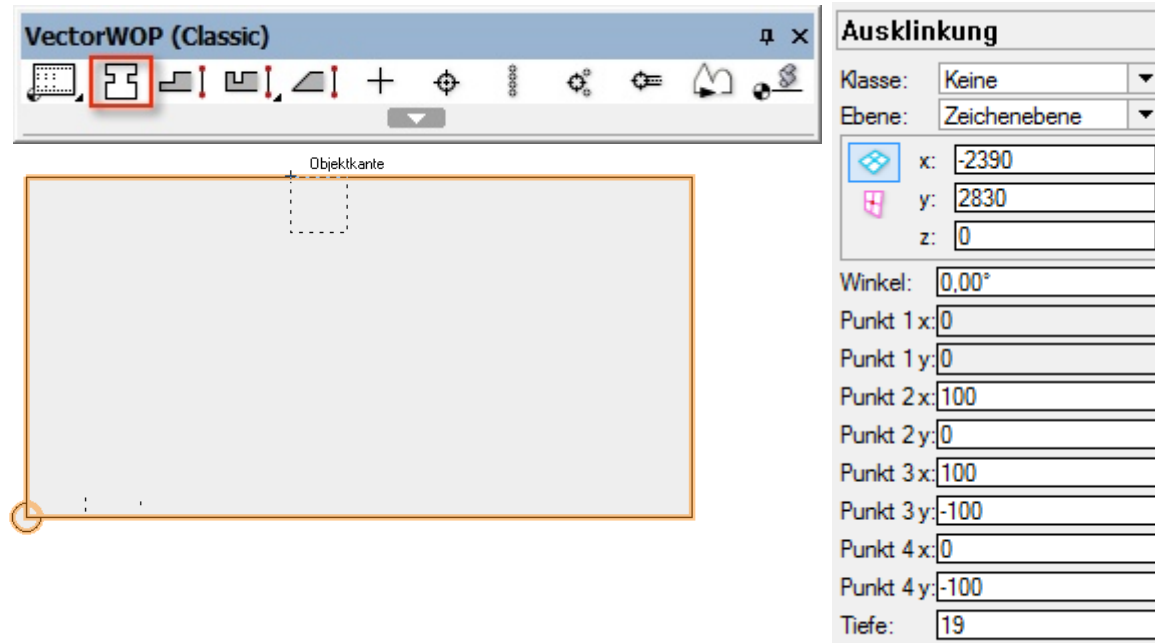 VectorWOP (Classic)
Objektkante
Ausklinkung
Klasse: Keine
Ebene: Zeichenebene
x: -2390
y: 2830
z: 0
Winkel: 0,00°
Punkt 1 x: 0
Punkt 1 y: 0
Punkt 2 x: 100
Punkt 2 y: 0
Punkt 3 x: 100
Punkt 3 y: -100
Punkt 4 x: 0
Punkt 4 y: -100
Tiefe: 19